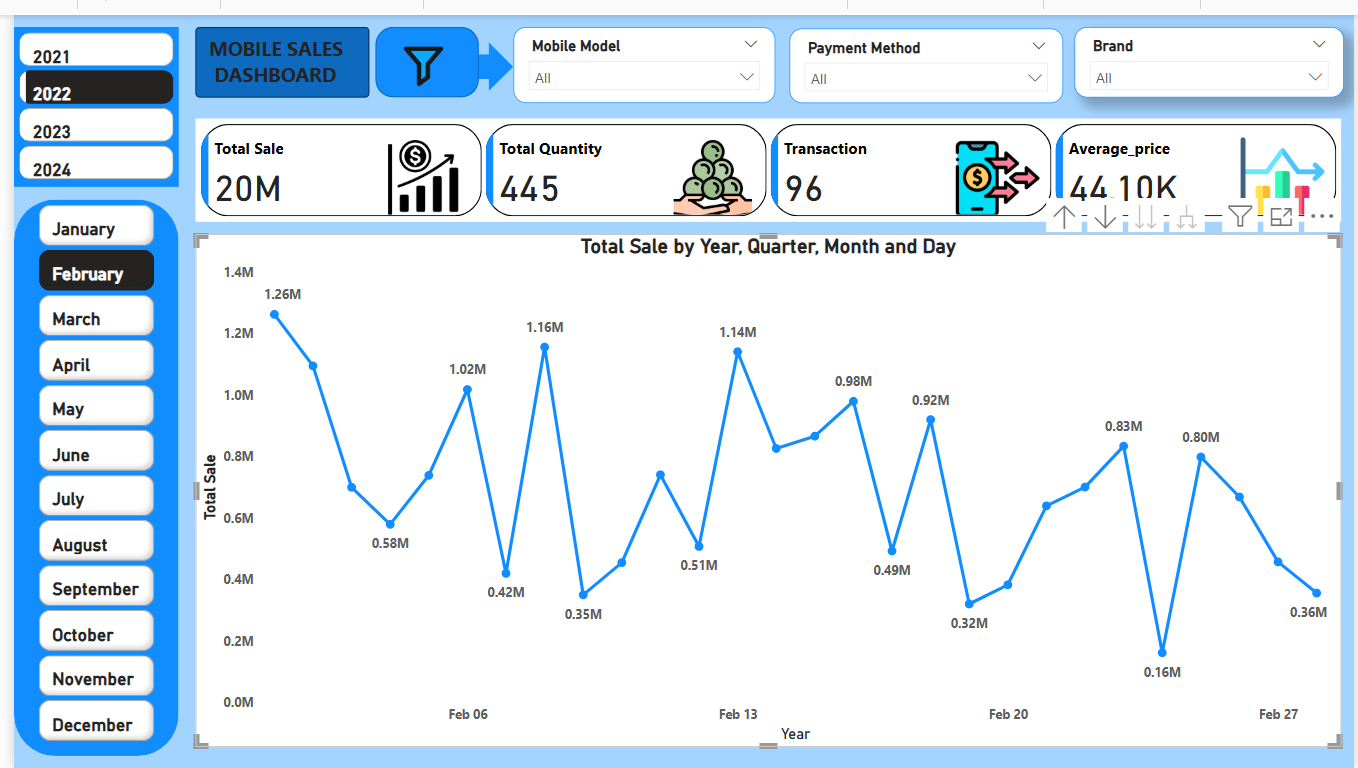 2021
2022
2023
2024
MOBILE SALES
DASHBOARD
Mobile Model
All
Payment Method
All
Brand
All
Total Sale
20M
Total Quantity
445
Transaction
96
Average_price
44.10K
January
February
March
April
May
June
July
August
September
October
November
December
Total Sale by Year, Quarter, Month and Day
Total Sale
1.4M
1.2M
1.0M
0.8M
0.6M
0.4M
0.2M
0.0M
1.26M
0.58M
1.02M
0.42M
1.16M
0.35M
0.51M
1.14M
0.98M
0.49M
0.92M
0.32M
0.83M
0.16M
0.80M
0.36M
Feb 06
Feb 13
Feb 20
Feb 27
Year